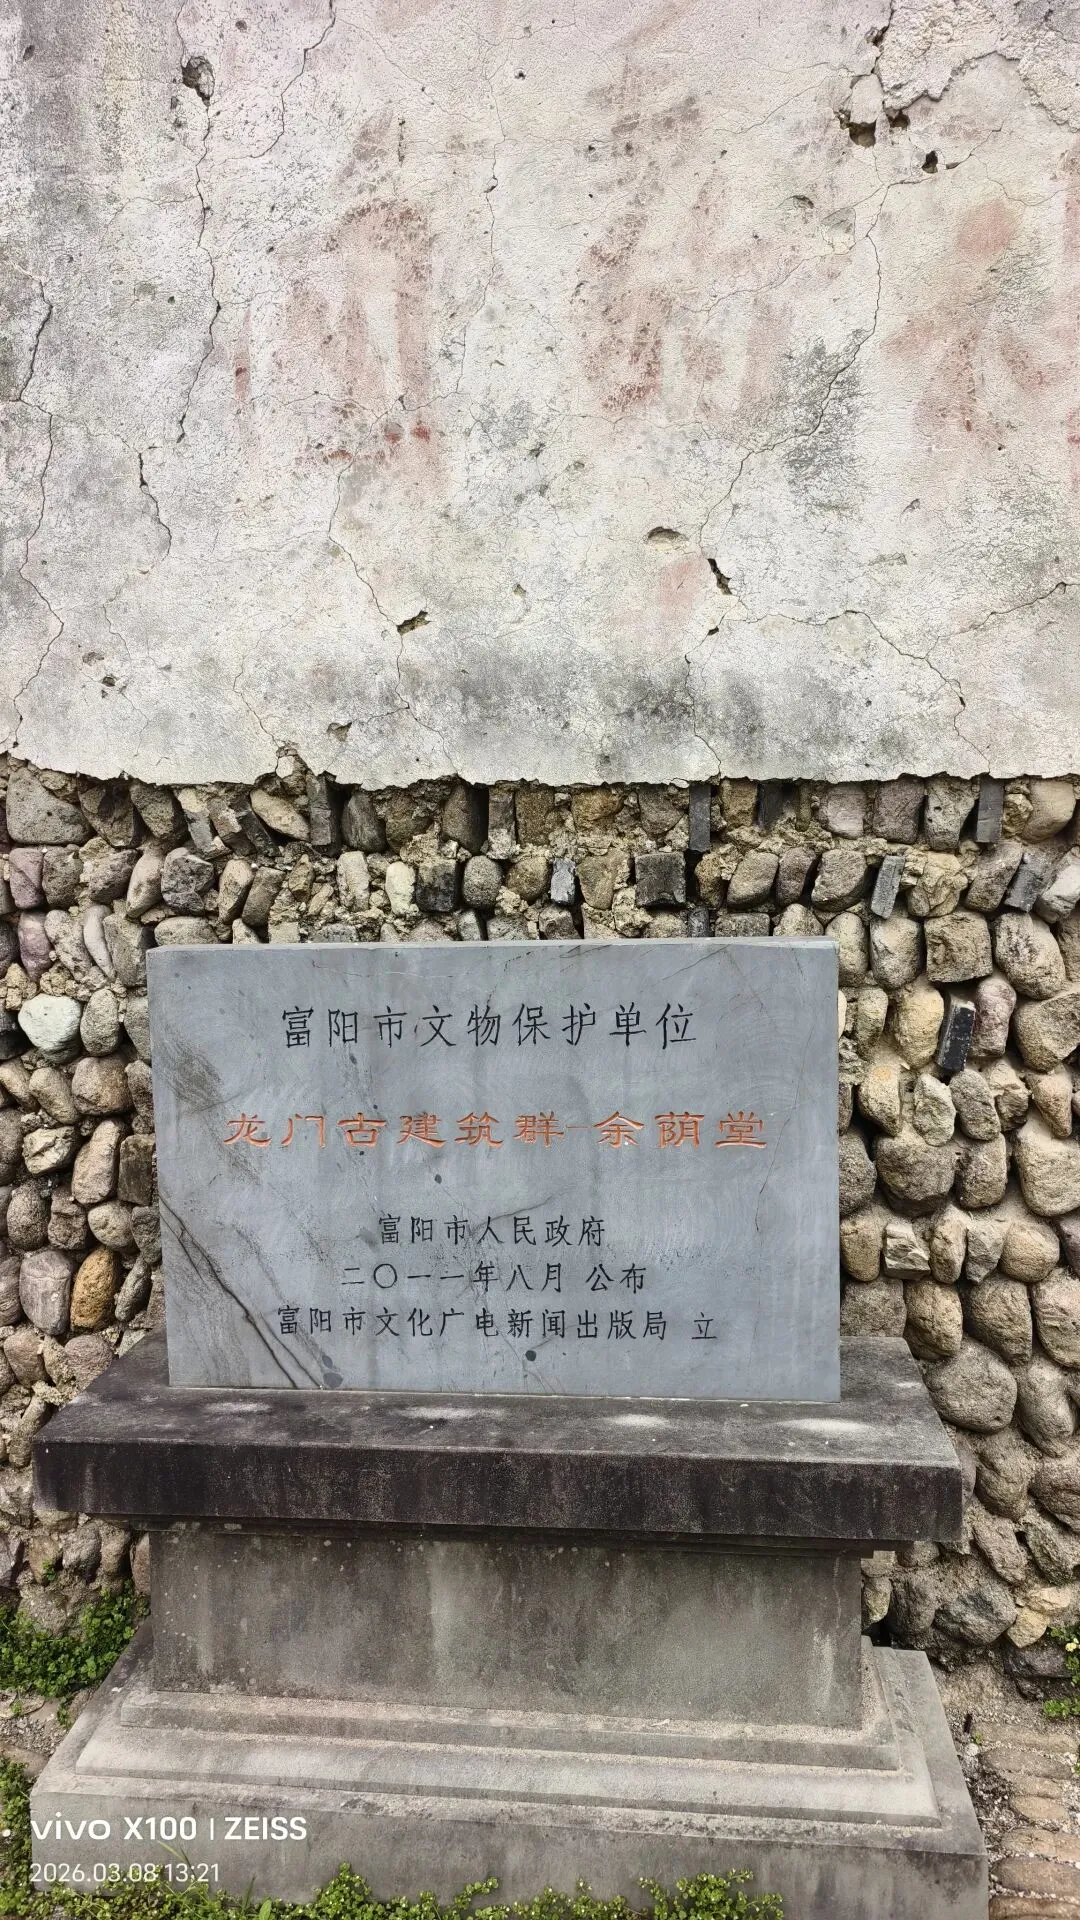 富阳市文物保护单位
龙门古建筑群-余荫堂
富阳市人民政府
二〇一一年八月 公布
富阳市文化广电新闻出版局 立
vivo X100 | ZEISS
2026.03.08 13:21